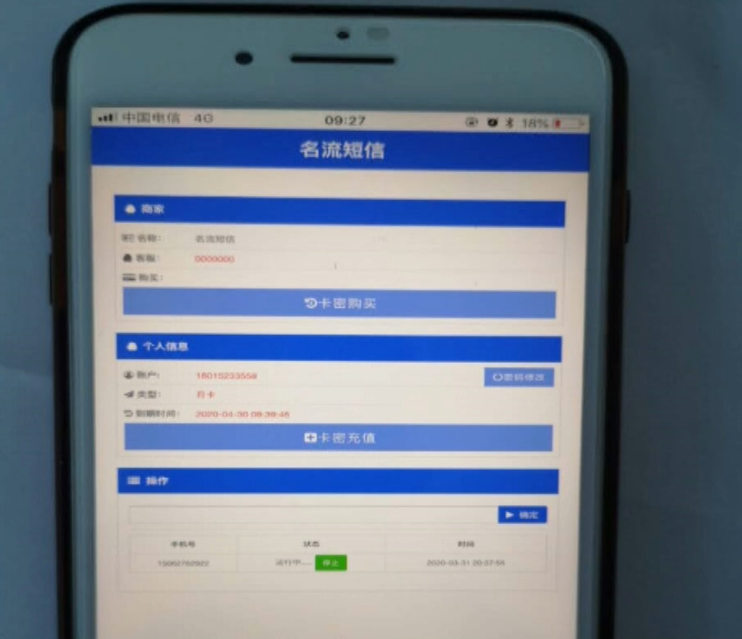 中国电信 4G 09:27 18%
名流短信
商家
名称: 名流短信
客服: 0000000
购买:
卡密购买
个人信息
账户: 18015233558 密码修改
类型: 月卡
到期时间: 2020-04-30 09:39:46
卡密充值
操作
确定
手机号 状态 时间
运行中.... 停止 2020-03-31 20:37:55